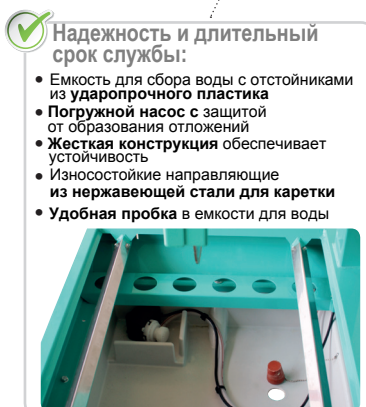 Надежность и длительный
срок службы:
• Емкость для сбора воды с отстойниками
из ударопрочного пластика
• Погружной насос с защитой
от образования отложений
• Жесткая конструкция обеспечивает
устойчивость
• Износостойкие направляющие
из нержавеющей стали для каретки
• Удобная пробка в емкости для воды